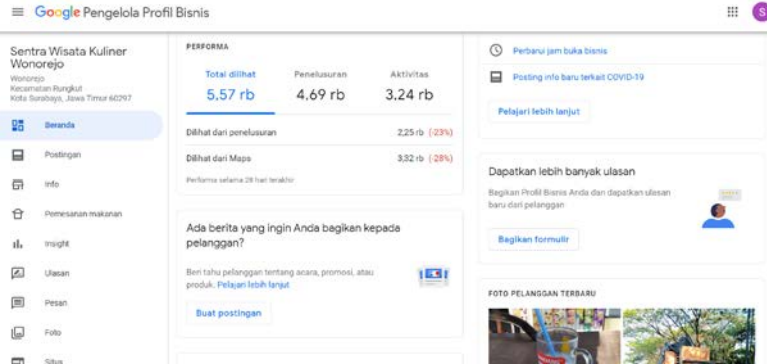 Google Pengelola Profil Bisnis
S
Sentra Wisata Kuliner
Wonorejo
Wonorejo
Kecamatan Rungkut
Kota Surabaya, Jawa Timur 60297
Beranda
Postingan
Info
Pemesanan makanan
Insight
Ulasan
Pesan
Foto
Situs
PERFORMA
Total dilihat
5,57 rb
Penelusuran
4,69 rb
Aktivitas
3,24 rb
Dilihat dari penelusuran 2,25 rb (-23%)
Dilihat dari Maps 3,32 rb (-28%)
Performa selama 28 hari terakhir
Ada berita yang ingin Anda bagikan kepada
pelanggan?
Beri tahu pelanggan tentang acara, promosi, atau
produk. Pelajari lebih lanjut
Buat postingan
Perbarui jam buka bisnis
Posting info baru terkait COVID-19
Pelajari lebih lanjut
Dapatkan lebih banyak ulasan
Bagikan Profil Bisnis Anda dan dapatkan ulasan
baru dari pelanggan
Bagikan formulir
FOTO PELANGGAN TERBARU